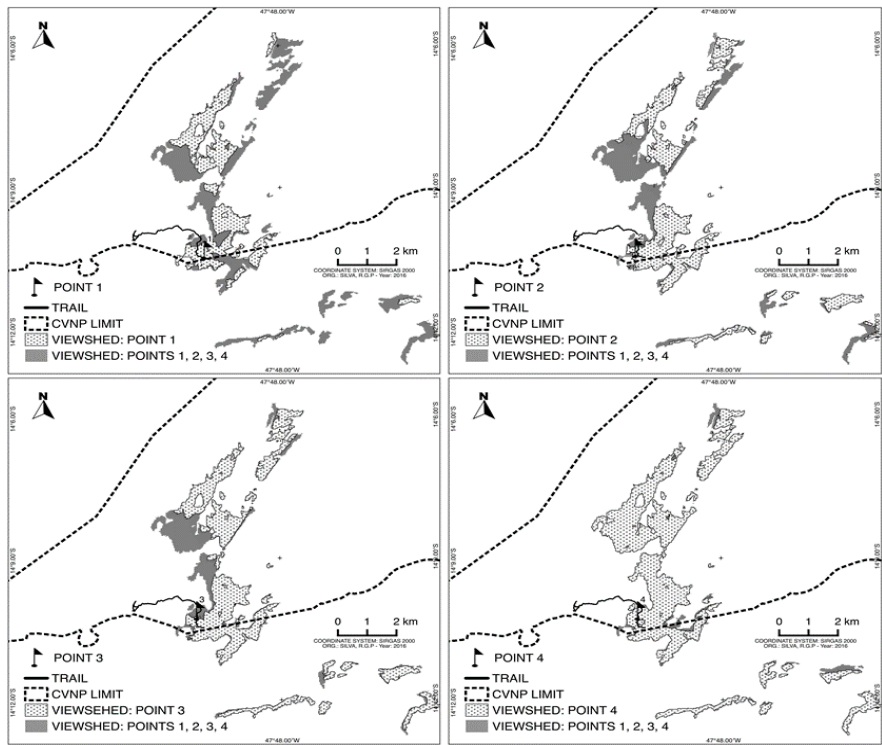 47°48.00'W
N
14°6.00'S
14°9.00'S
14°12.00'S
1
0 1 2 km
COORDINATE SYSTEM: SIRGAS 2000
ORG.: SILVA, R.G.P - Year: 2016
POINT 1
TRAIL
CVNP LIMIT
VIEWSHED: POINT 1
VIEWSHED: POINTS 1, 2, 3, 4
47°48.00'W
N
14°6.00'S
14°9.00'S
14°12.00'S
0 1 2 km
COORDINATE SYSTEM: SIRGAS 2000
ORG.: SILVA, R.G.P - Year: 2016
POINT 2
TRAIL
CVNP LIMIT
VIEWSHED: POINT 2
VIEWSHED: POINTS 1, 2, 3, 4
47°48.00'W
N
14°6.00'S
14°9.00'S
14°12.00'S
3
0 1 2 km
COORDINATE SYSTEM: SIRGAS 2000
ORG.: SILVA, R.G.P - Year: 2016
POINT 3
TRAIL
CVNP LIMIT
VIEWSEHED: POINT 3
VIEWSHED: POINTS 1, 2, 3, 4
47°48.00'W
47°48.00'W
N
14°6.00'S
14°9.00'S
14°12.00'S
4
0 1 2 km
COORDINATE SYSTEM: SIRGAS 2000
ORG.: SILVA, R.G.P - Year: 2016
POINT 4
TRAIL
CVNP LIMIT
VIEWSHED: POINT 4
VIEWSHED: POINTS 1, 2, 3, 4
47°48.00'W